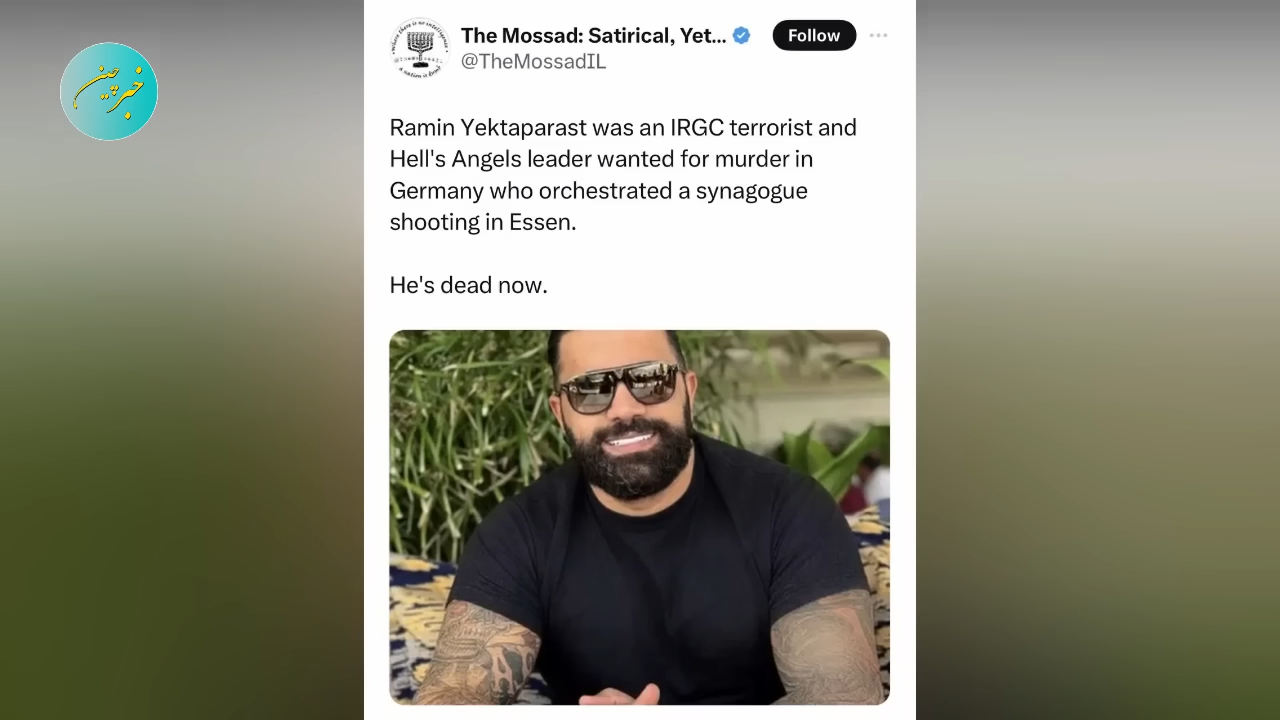 خبرچین
The Mossad: Satirical, Yet...
Follow
@TheMossadIL
Ramin Yektaparast was an IRGC terrorist and
Hell's Angels leader wanted for murder in
Germany who orchestrated a synagogue
shooting in Essen.
He's dead now.